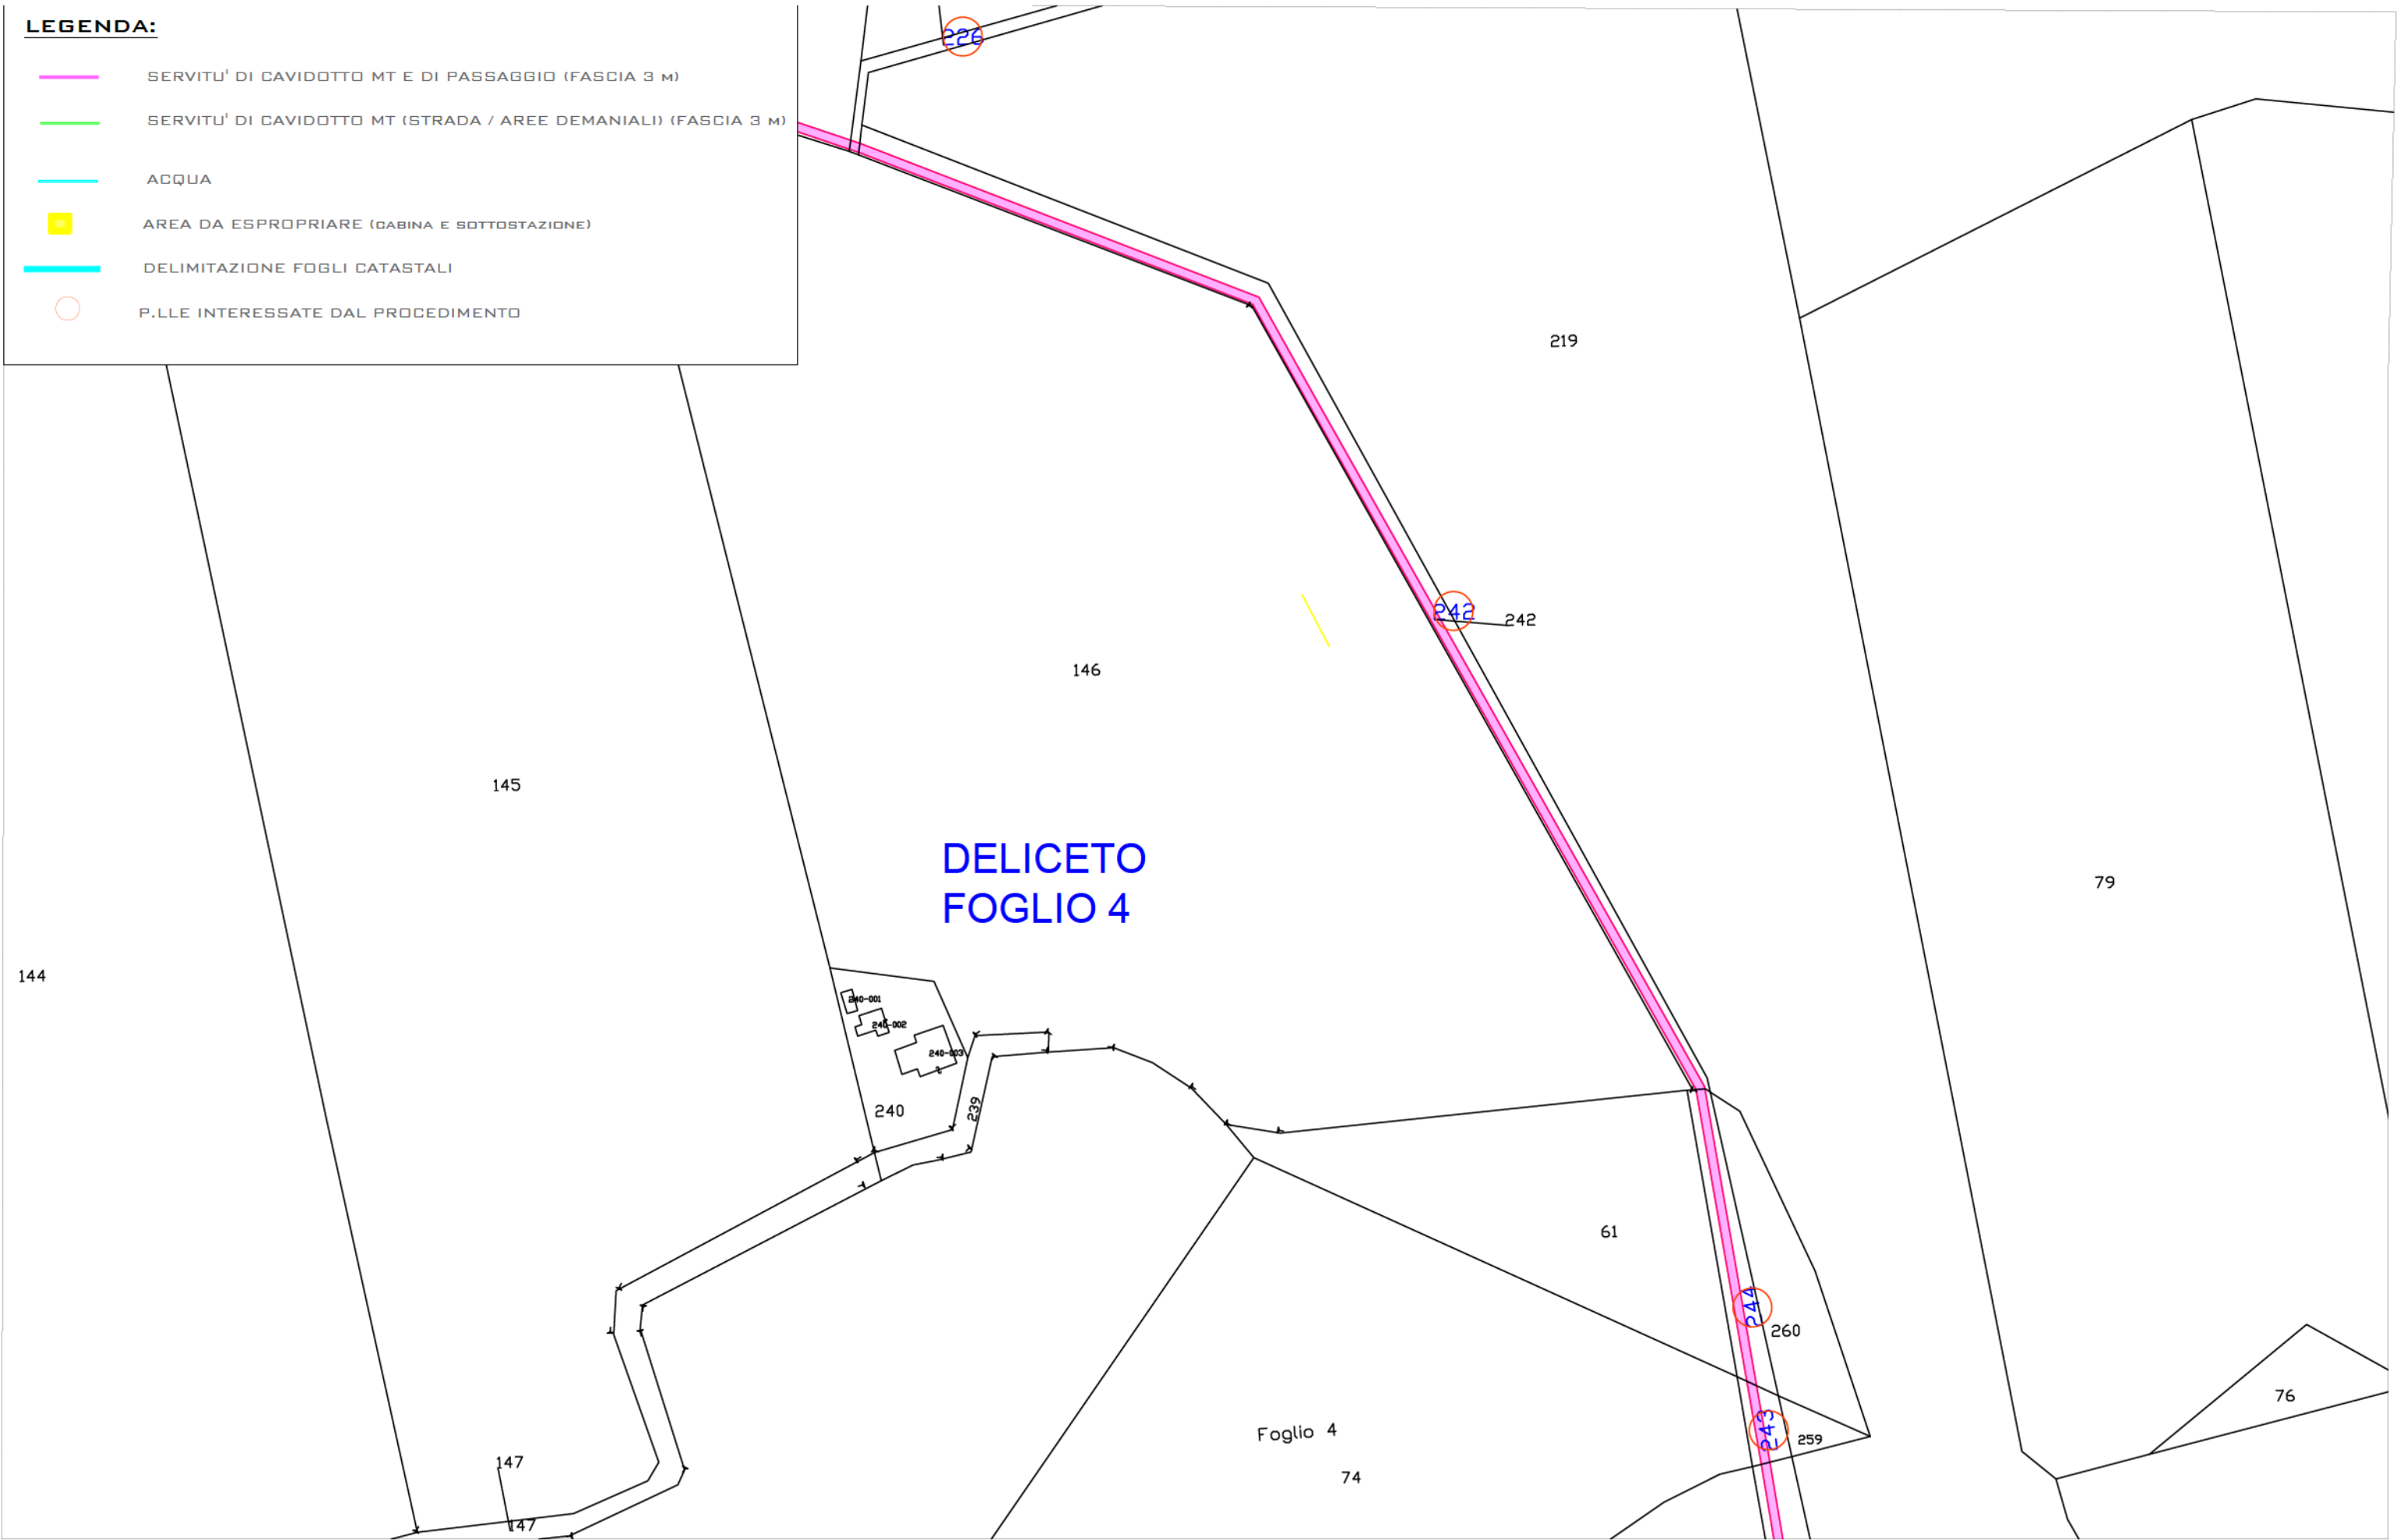 LEGENDA:
SERVITU' DI CAVIDOTTO MT E DI PASSAGGIO (FASCIA 3 M)
SERVITU' DI CAVIDOTTO MT (STRADA / AREE DEMANIALI) (FASCIA 3 M)
ACQUA
AREA DA ESPROPRIARE (CABINA E SOTTOSTAZIONE)
DELIMITAZIONE FOGLI CATASTALI
P.LLE INTERESSATE DAL PROCEDIMENTO
226
219
242
242
146
145
DELICETO
FOGLIO 4
79
144
240-001
240-002
240-003
240
239
61
244
260
76
243
259
Foglio 4
74
147
147